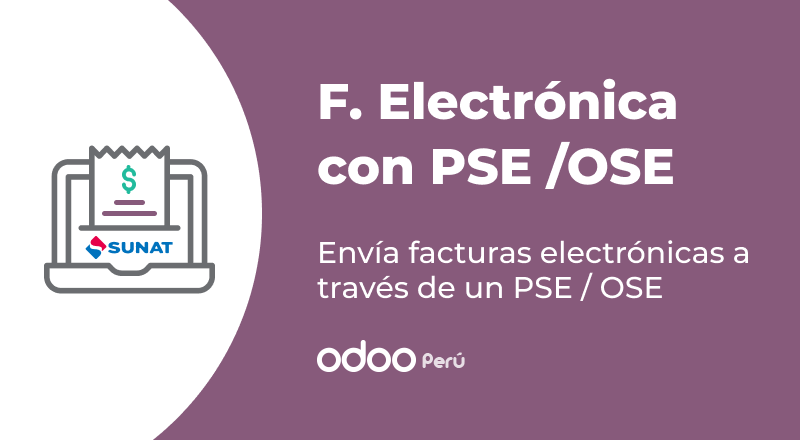 F. Electrónica
con PSE /OSE
Envía facturas electrónicas a
través de un PSE / OSE
odoo Perú
$
SUNAT